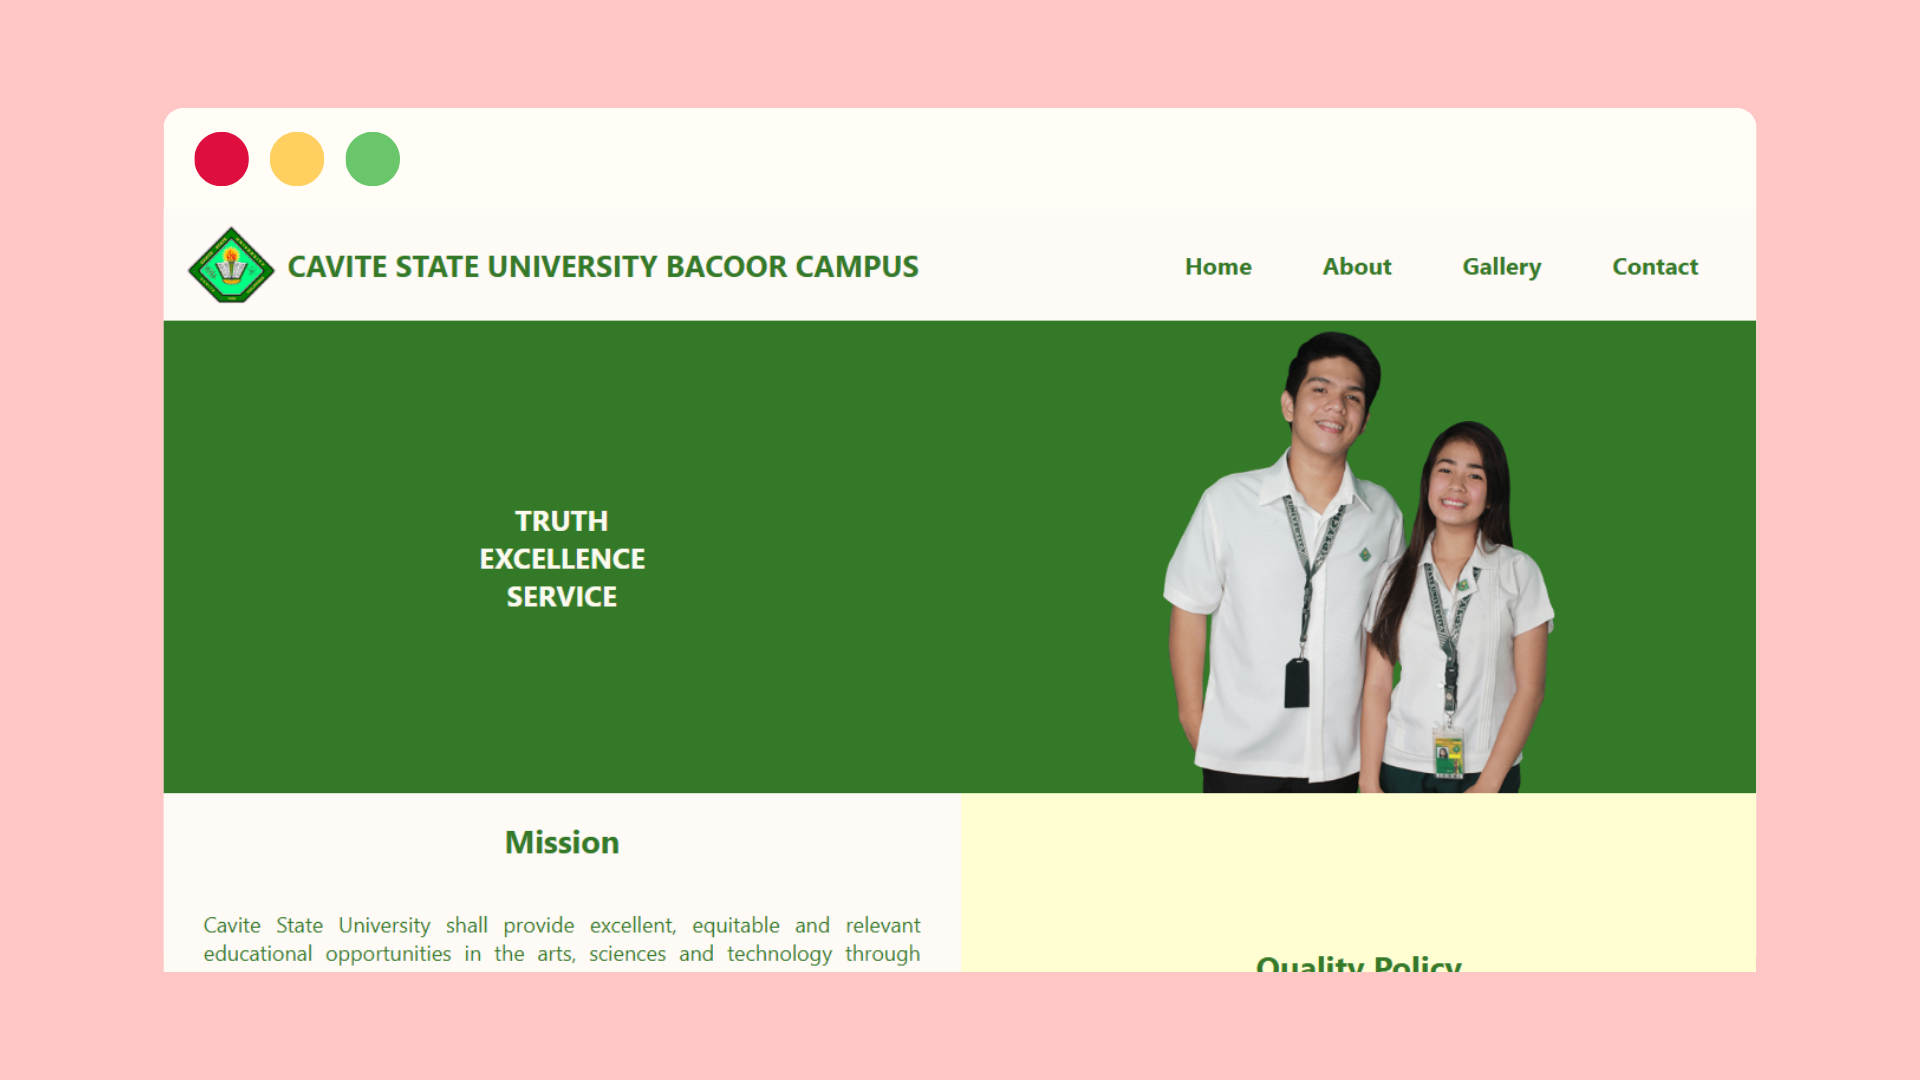 CAVITE STATE UNIVERSITY BACOOR CAMPUS
Home
About
Gallery
Contact
TRUTH
EXCELLENCE
SERVICE
Mission
Cavite State University shall provide excellent, equitable and relevant
educational opportunities in the arts, sciences and technology through
Quality Policy